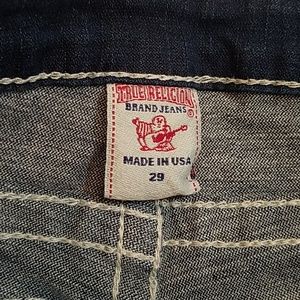 TRUE RELIGION®
BRAND JEANS
MADE IN USA
29